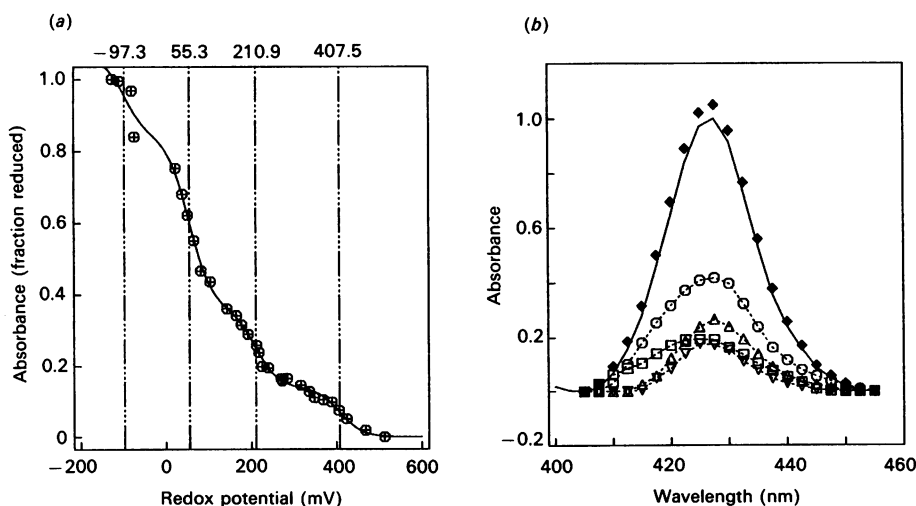 (a)
−97.3 55.3 210.9 407.5
1.0
0.8
0.6
0.4
0.2
0
Absorbance (fraction reduced)
−200 0 200 400 600
Redox potential (mV)
(b)
1.0
0.6
0.2
−0.2
Absorbance
400 420 440 460
Wavelength (nm)